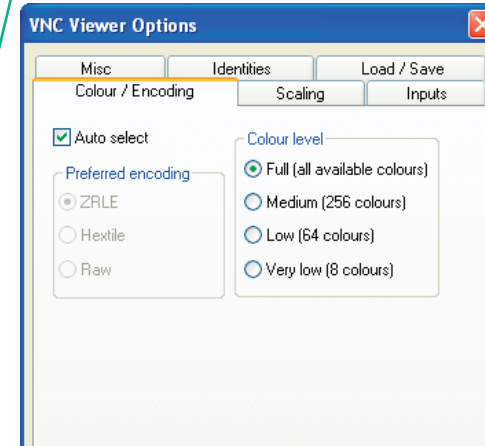 VNC Viewer Options
Misc Identities Load / Save
Colour / Encoding Scaling Inputs
Auto select
Preferred encoding
ZRLE
Hextile
Raw
Colour level
Full (all available colours)
Medium (256 colours)
Low (64 colours)
Very low (8 colours)